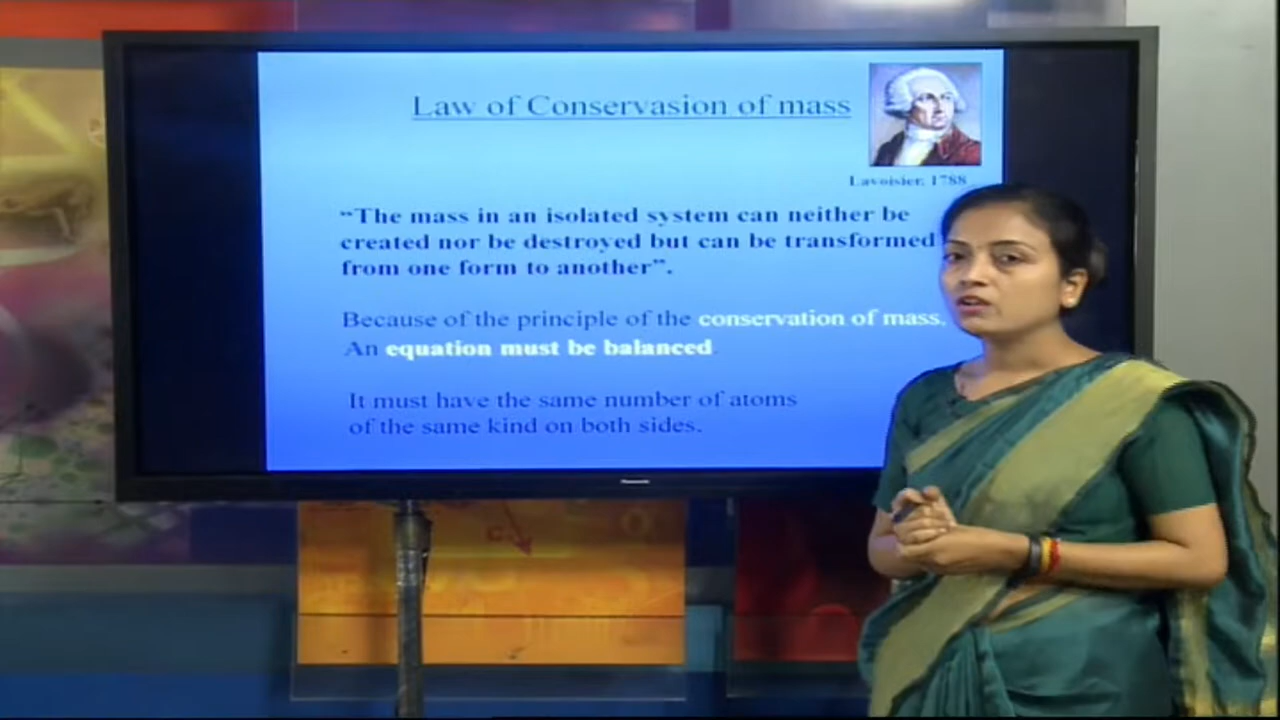 Law of Conservasion of mass
Lavoisier, 1788
“The mass in an isolated system can neither be
created nor be destroyed but can be transformed
from one form to another”.
Because of the principle of the conservation of mass,
An equation must be balanced.
It must have the same number of atoms
of the same kind on both sides.
Panasonic